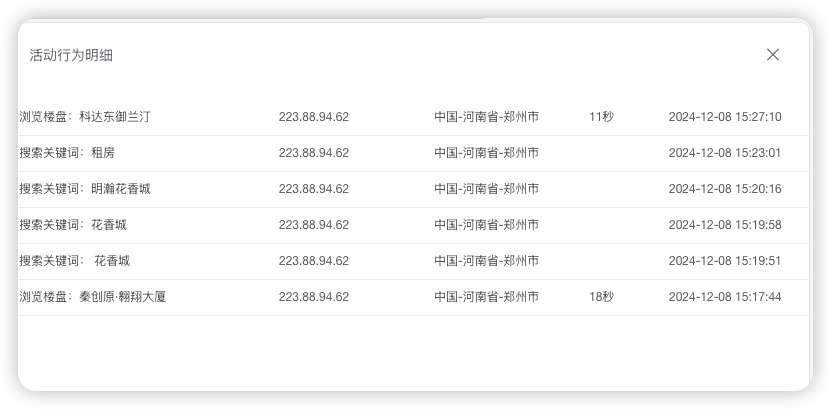 活动行为明细
浏览楼盘：科达东御兰汀 223.88.94.62 中国-河南省-郑州市 11秒 2024-12-08 15:27:10
搜索关键词：租房 223.88.94.62 中国-河南省-郑州市 2024-12-08 15:23:01
搜索关键词：明瀚花香城 223.88.94.62 中国-河南省-郑州市 2024-12-08 15:20:16
搜索关键词：花香城 223.88.94.62 中国-河南省-郑州市 2024-12-08 15:19:58
搜索关键词： 花香城 223.88.94.62 中国-河南省-郑州市 2024-12-08 15:19:51
浏览楼盘：秦创原·翱翔大厦 223.88.94.62 中国-河南省-郑州市 18秒 2024-12-08 15:17:44